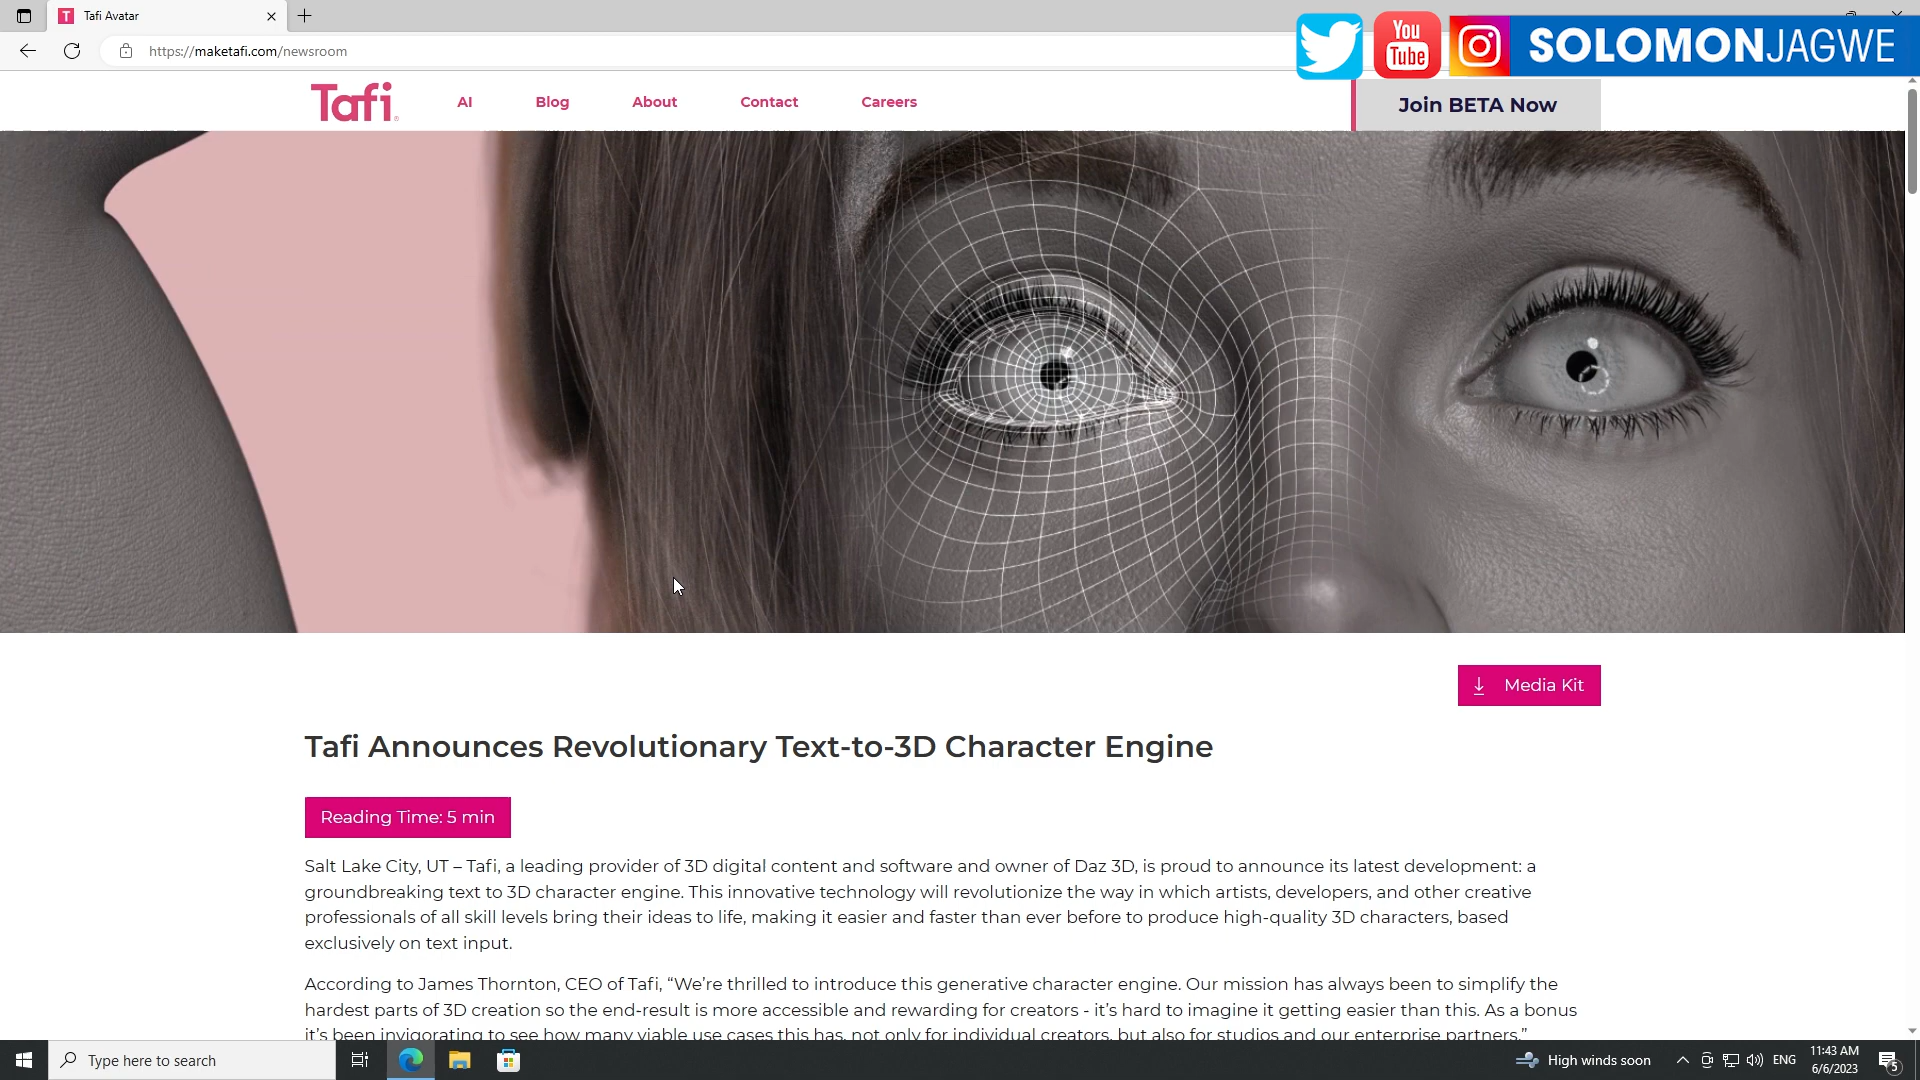 Tafi Avatar
https://maketafi.com/newsroom
You
Tube
SOLOMONJAGWE
Tafi
AI
Blog
About
Contact
Careers
Join BETA Now
Media Kit
Tafi Announces Revolutionary Text-to-3D Character Engine
Reading Time: 5 min
Salt Lake City, UT – Tafi, a leading provider of 3D digital content and software and owner of Daz 3D, is proud to announce its latest development: a
groundbreaking text to 3D character engine. This innovative technology will revolutionize the way in which artists, developers, and other creative
professionals of all skill levels bring their ideas to life, making it easier and faster than ever before to produce high-quality 3D characters, based
exclusively on text input.
According to James Thornton, CEO of Tafi, “We’re thrilled to introduce this generative character engine. Our mission has always been to simplify the
hardest parts of 3D creation so the end-result is more accessible and rewarding for creators - it’s hard to imagine it getting easier than this. As a bonus
it’s been invigorating to see how many viable use cases this has, not only for individual creators, but also for studios and our enterprise partners.”
Type here to search
High winds soon
ENG
11:43 AM
6/6/2023
5